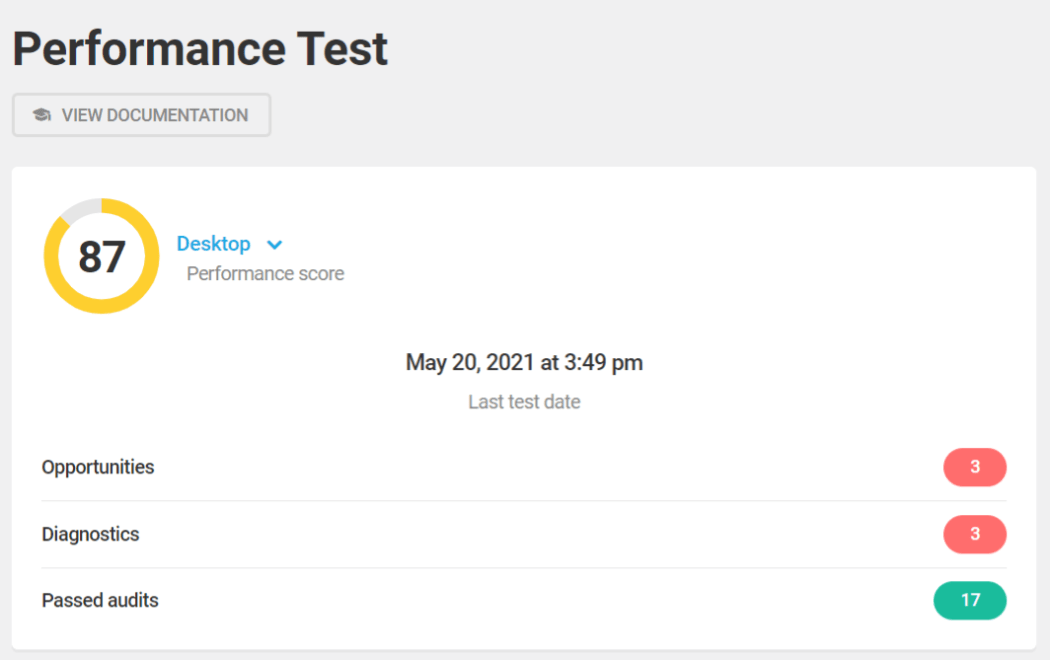 Performance Test
VIEW DOCUMENTATION
87
Desktop
Performance score
May 20, 2021 at 3:49 pm
Last test date
Opportunities 3
Diagnostics 3
Passed audits 17